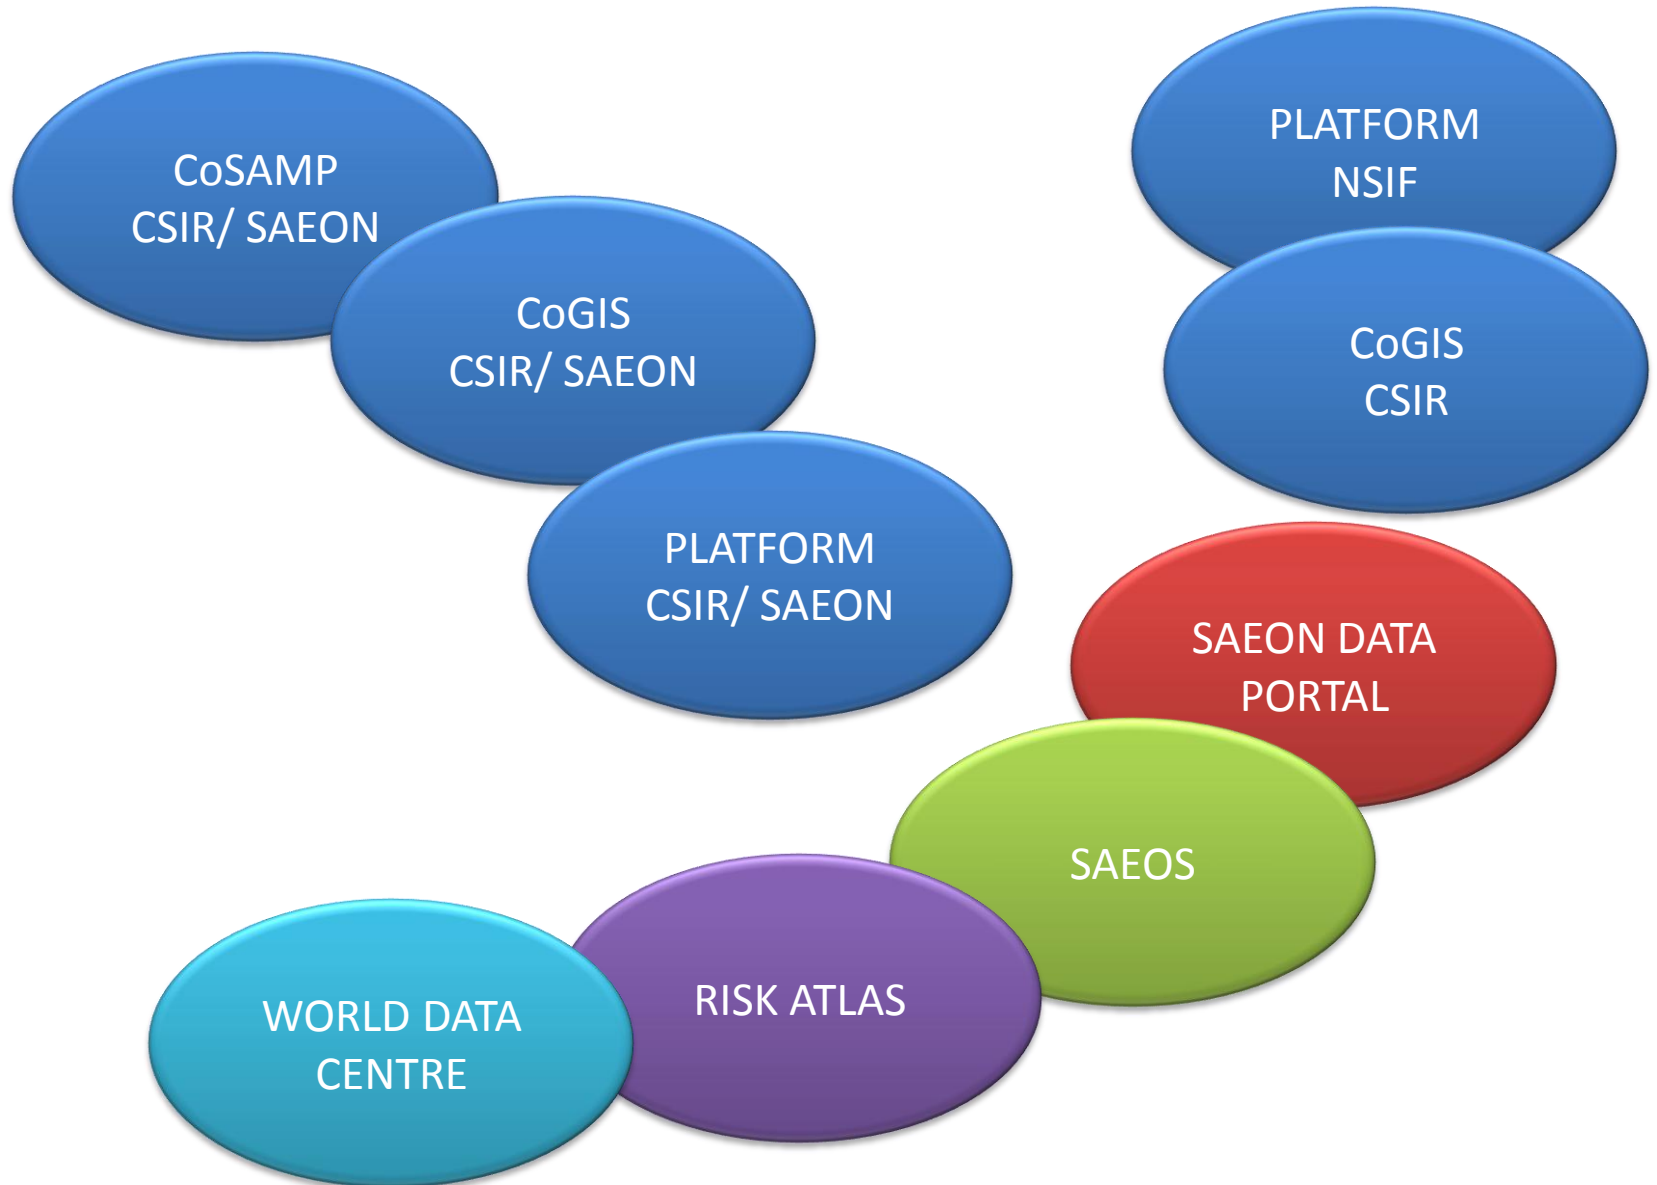 CoSAMP
CSIR/ SAEON
CoGIS
CSIR/ SAEON
PLATFORM
CSIR/ SAEON
PLATFORM
NSIF
CoGIS
CSIR
SAEON DATA
PORTAL
SAEOS
RISK ATLAS
WORLD DATA
CENTRE